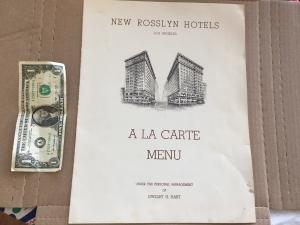 NEW ROSSLYN HOTELS
LOS ANGELES
A LA CARTE
MENU
UNDER THE PERSONAL MANAGEMENT
OF
DWIGHT H. HART